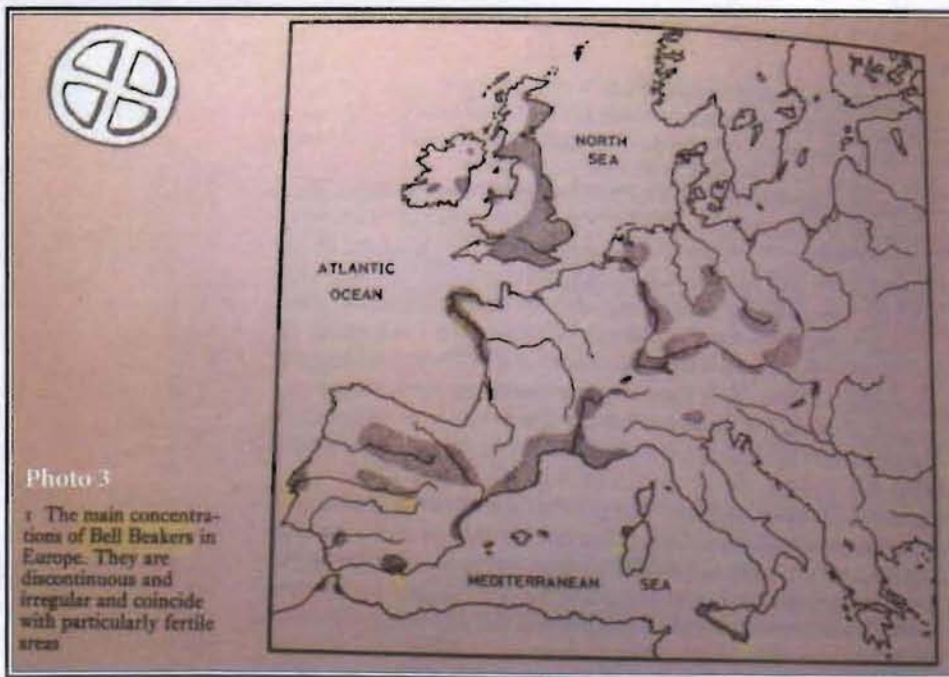 NORTH
SEA
ATLANTIC
OCEAN
MEDITERRANEAN SEA
Photo 3
1 The main concentra-
tions of Bell Beakers in
Europe. They are
discontinuous and
irregular and coincide
with particularly fertile
areas